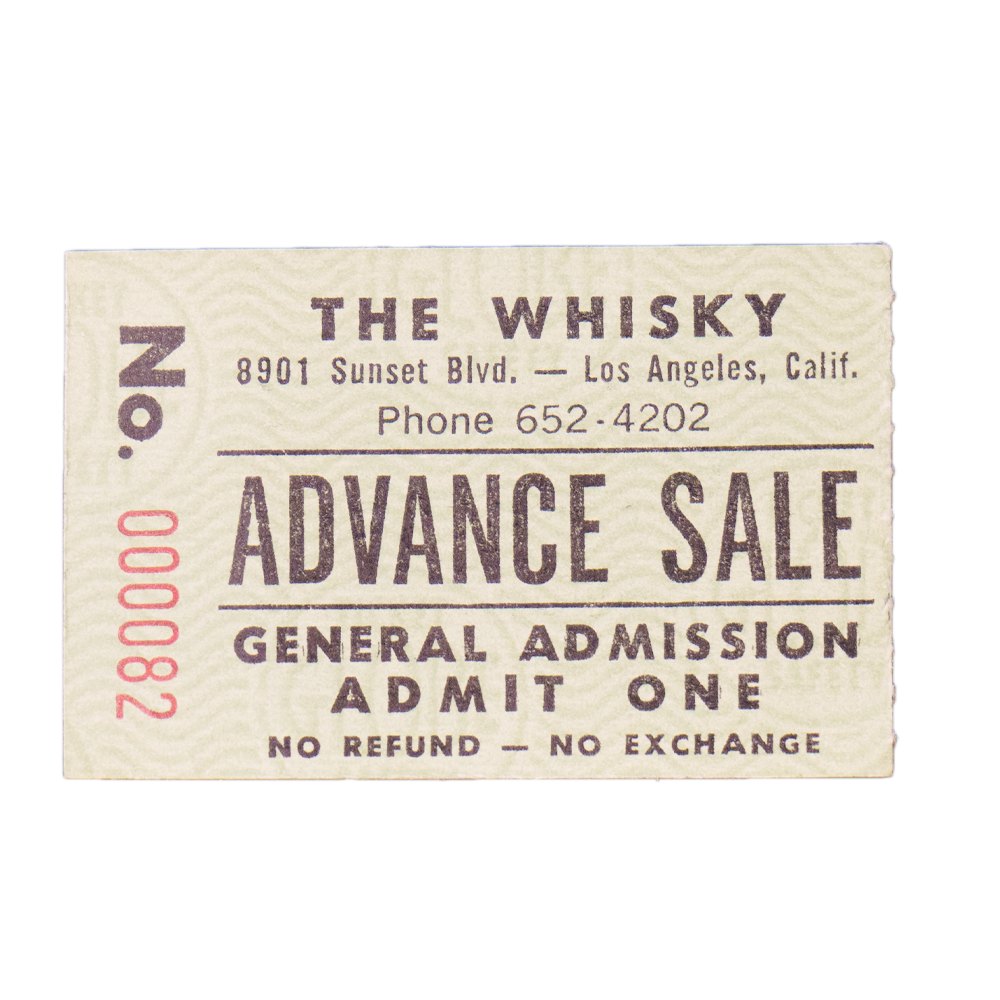 No. 000082
THE WHISKY
8901 Sunset Blvd. — Los Angeles, Calif.
Phone 652-4202
ADVANCE SALE
GENERAL ADMISSION
ADMIT ONE
NO REFUND — NO EXCHANGE